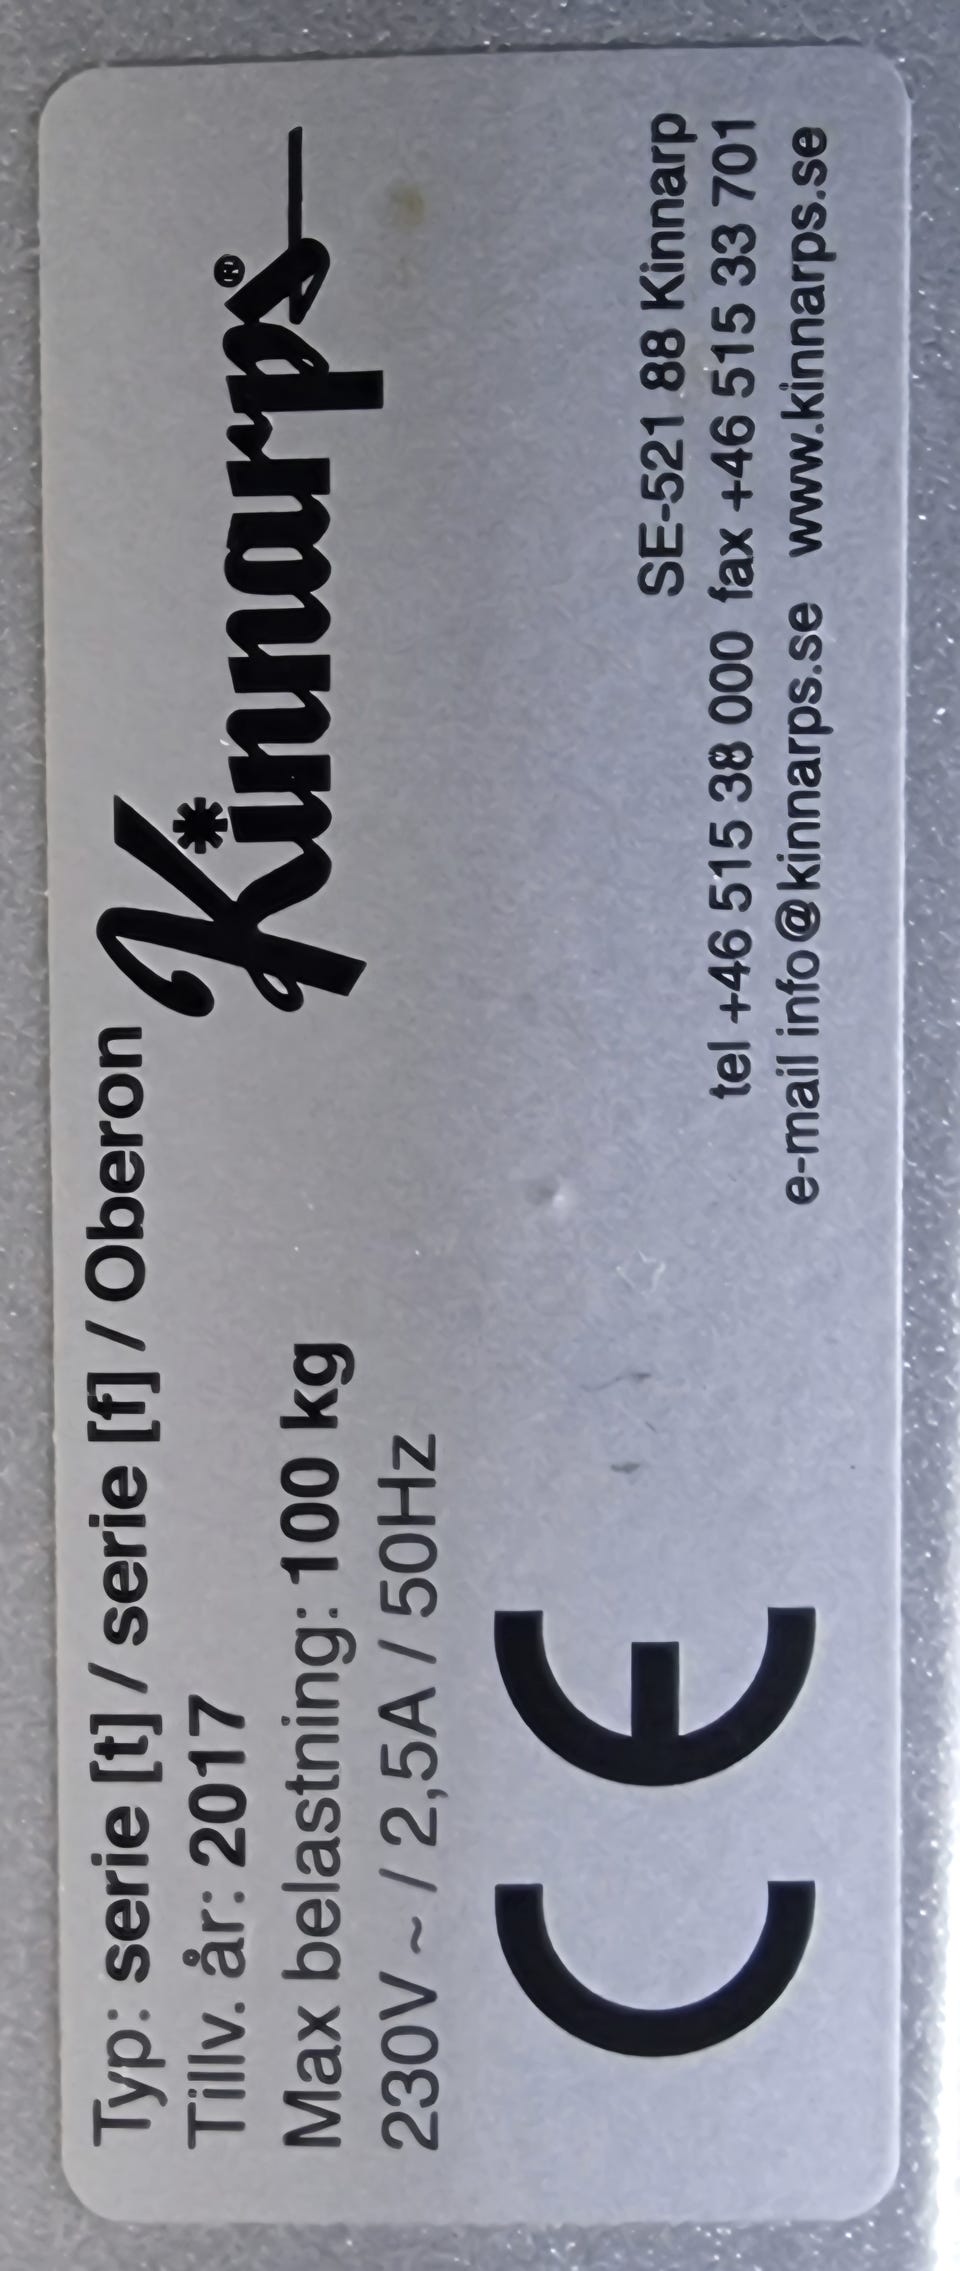 Typ: serie [t] / serie [f] / Oberon
Kinnarps®
Tillv. år: 2017
Max belastning: 100 kg
230V ~ / 2,5A / 50Hz
CE
SE-521 88 Kinnarp
tel +46 515 38 000 fax +46 515 33 701
e-mail info@kinnarps.se www.kinnarps.se